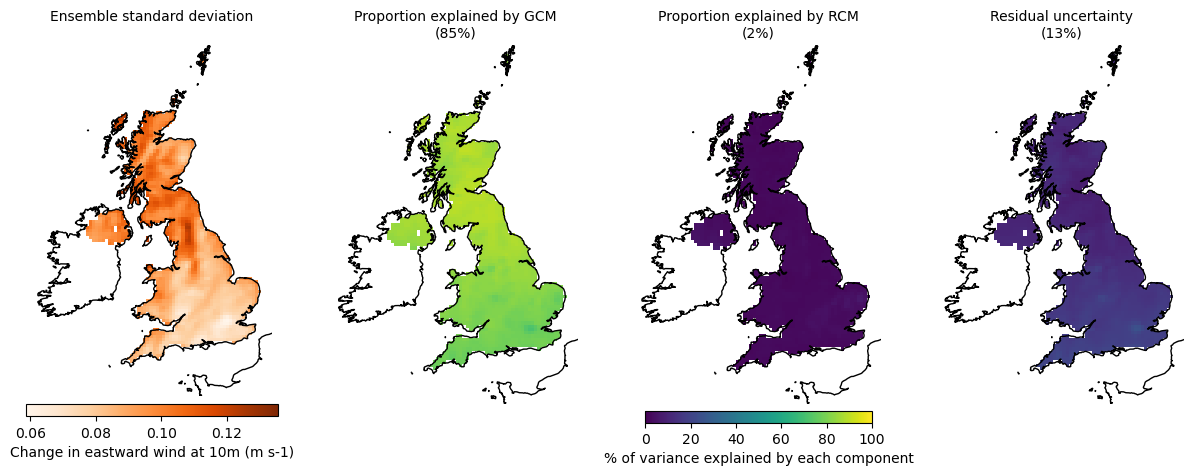 Ensemble standard deviation
Proportion explained by GCM
(85%)
Proportion explained by RCM
(2%)
Residual uncertainty
(13%)
0.06 0.08 0.10 0.12
Change in eastward wind at 10m (m s-1)
0 20 40 60 80 100
% of variance explained by each component